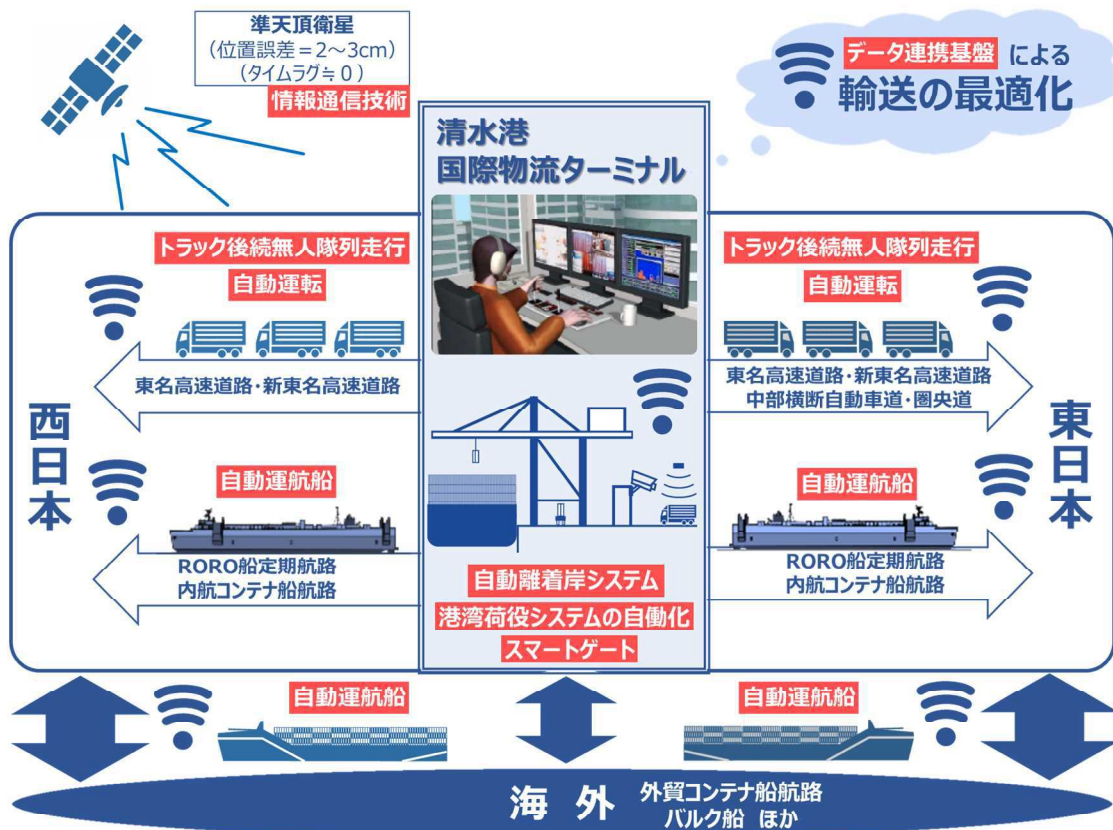 準天頂衛星
(位置誤差＝2～3cm)
(タイムラグ≒０)
情報通信技術
データ連携基盤 による
輸送の最適化
清水港
国際物流ターミナル
トラック後続無人隊列走行
自動運転
東名高速道路・新東名高速道路
トラック後続無人隊列走行
自動運転
東名高速道路・新東名高速道路
中部横断自動車道・圏央道
西日本
東日本
自動運航船
RORO船定期航路
内航コンテナ船航路
自動運航船
RORO船定期航路
内航コンテナ船航路
自動離着岸システム
港湾荷役システムの自働化
スマートゲート
自動運航船
自動運航船
海 外
外貿コンテナ船航路
バルク船 ほか